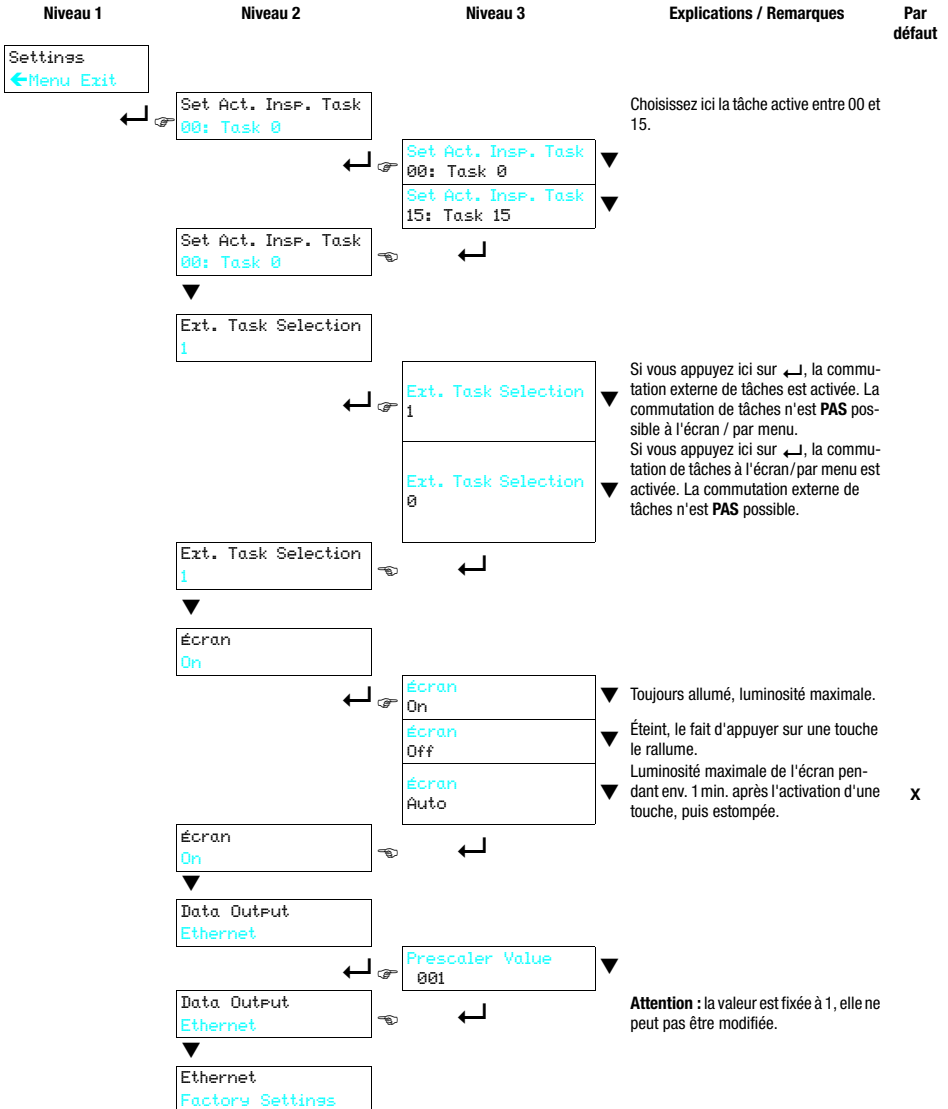 Niveau 1 Niveau 2 Niveau 3 Explications / Remarques Par
défaut
Settings
←Menu Exit
Set Act. Insp. Task
00: Task 0
Choisissez ici la tâche active entre 00 et
15.
Set Act. Insp. Task
00: Task 0
Set Act. Insp. Task
15: Task 15
Set Act. Insp. Task
00: Task 0
Ext. Task Selection
1
Ext. Task Selection
1
Si vous appuyez ici sur ↵, la commu-
tation externe de tâches est activée. La
commutation de tâches n'est PAS pos-
sible à l'écran / par menu.
Ext. Task Selection
0
Si vous appuyez ici sur ↵, la commu-
tation de tâches à l'écran/par menu est
activée. La commutation externe de
tâches n'est PAS possible.
Ext. Task Selection
1
Écran
On
Écran
On
Toujours allumé, luminosité maximale.
Écran
Off
Éteint, le fait d'appuyer sur une touche
le rallume.
Écran
Auto
Luminosité maximale de l'écran pen-
dant env. 1 min. après l'activation d'une
touche, puis estompée.
X
Écran
On
Data Output
Ethernet
Prescaler Value
001
Data Output
Ethernet
Attention : la valeur est fixée à 1, elle ne
peut pas être modifiée.
Ethernet
Factory Settings